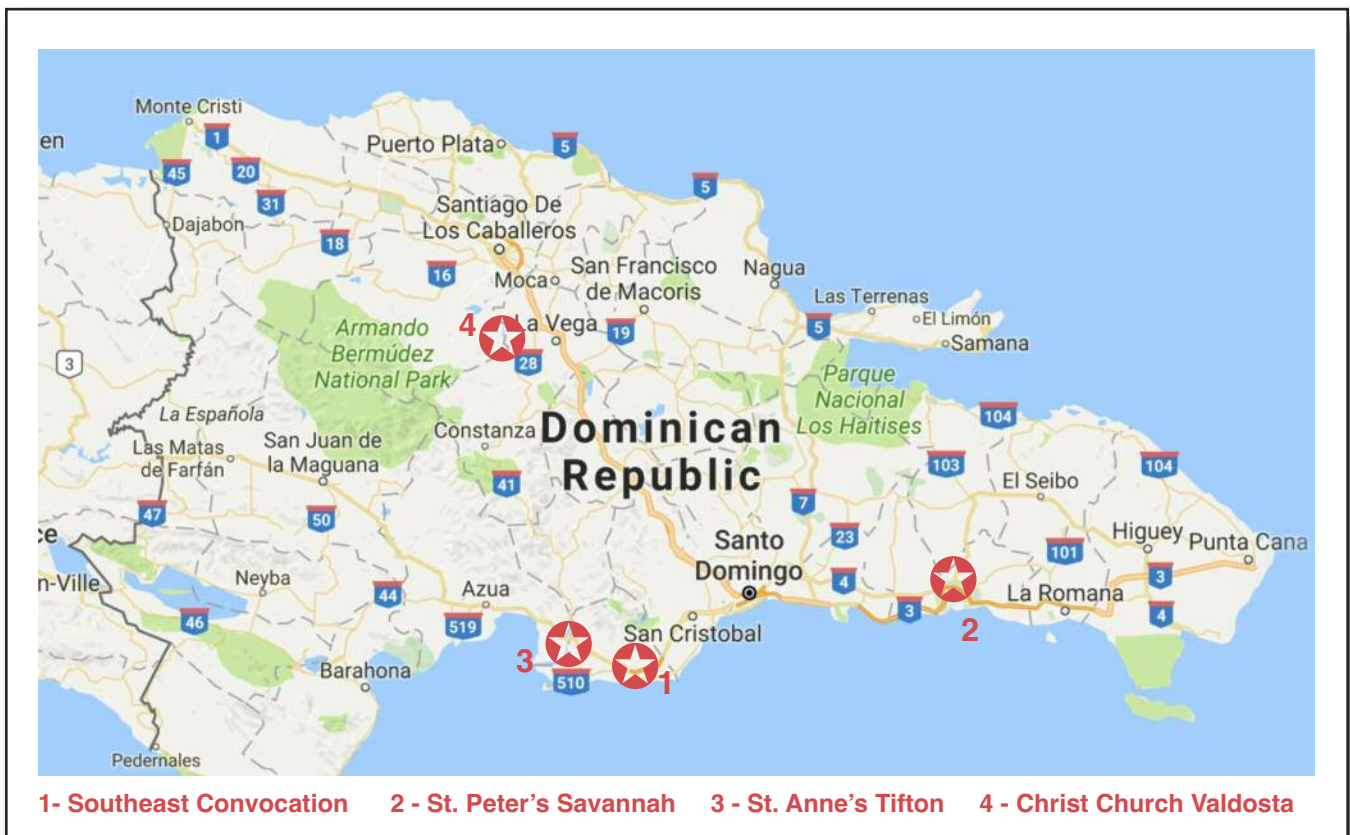 Monte Cristi
en
1
Puerto Plata
5
45
20
5
31
Santiago De
Los Caballeros
Dajabon
18
16
Moca
San Francisco
de Macoris
Nagua
Las Terrenas
El Limón
Samana
5
4
La Vega
19
28
Armando
Bermúdez
National Park
3
Parque
Nacional
Los Haitises
La Española
104
Constanza
Dominican
Republic
Las Matas
de Farfán
San Juan de
la Maguana
103
104
41
El Seibo
47
50
7
23
Higuey
Punta Cana
ce
Santo
Domingo
101
n-Ville
Neyba
44
Azua
4
3
La Romana
3
4
46
519
San Cristobal
2
3
1
510
Barahona
Pedernales
1- Southeast Convocation 2 - St. Peter's Savannah 3 - St. Anne's Tifton 4 - Christ Church Valdosta